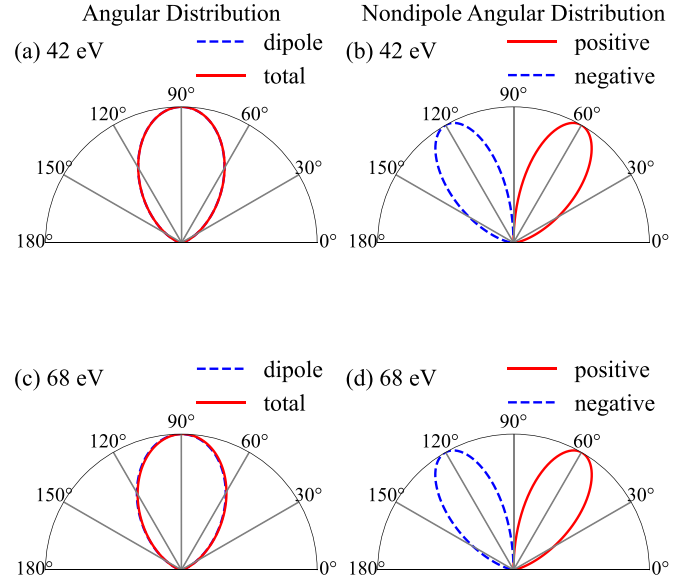 Angular Distribution
Nondipole Angular Distribution
(a) 42 eV
dipole
total
(b) 42 eV
positive
negative
90°
120°
60°
150°
30°
180°
0°
90°
120°
60°
150°
30°
180°
0°
(c) 68 eV
dipole
total
(d) 68 eV
positive
negative
90°
120°
60°
150°
30°
180°
0°
90°
120°
60°
150°
30°
180°
0°